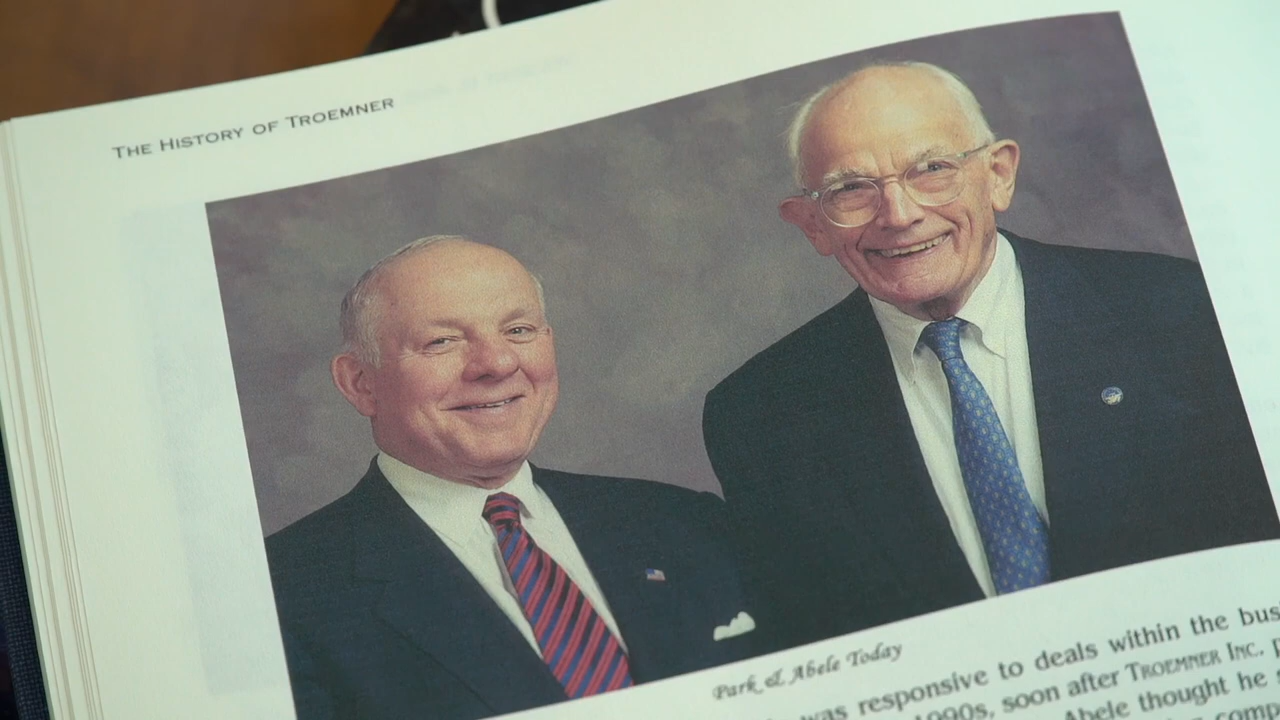 THE HISTORY OF TROEMNER
Park & Abele Today
was responsive to deals within the bus
1990s, soon after TROEMNER INC.
Abele thought he